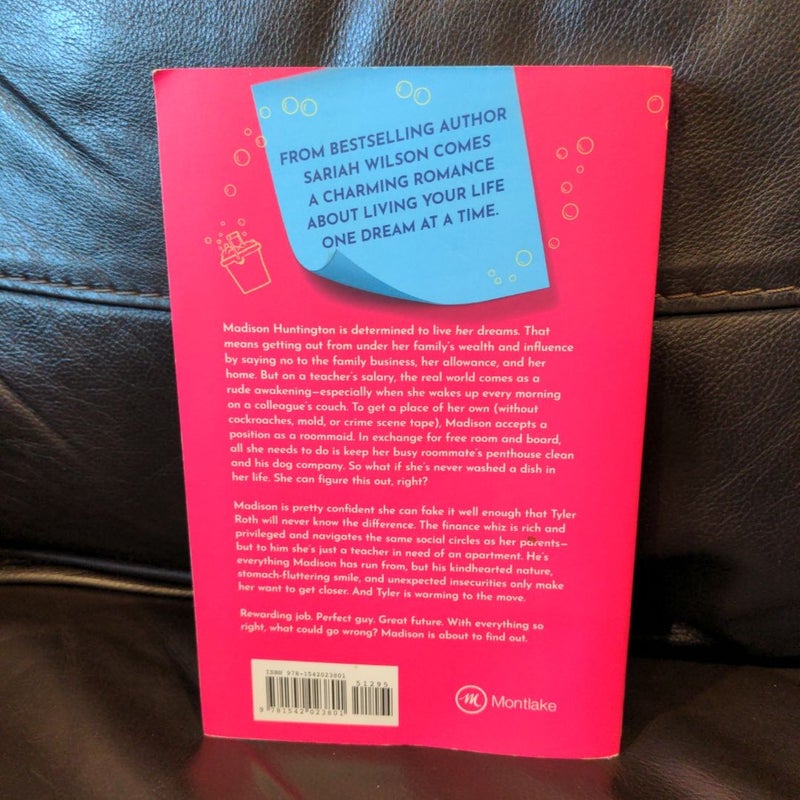 FROM BESTSELLING AUTHOR
SARIAH WILSON COMES
A CHARMING ROMANCE
ABOUT LIVING YOUR LIFE
ONE DREAM AT A TIME.
Madison Huntington is determined to live her dreams. That
means getting out from under her family's wealth and influence
by saying no to the family business, her allowance, and her
home. But on a teacher's salary, the real world comes as a
rude awakening—especially when she wakes up every morning
on a colleague's couch. To get a place of her own (without
cockroaches, mold, or crime scene tape), Madison accepts a
position as a roommaid. In exchange for free room and board,
all she needs to do is keep her busy roommate's penthouse clean
and his dog company. So what if she's never washed a dish in
her life. She can figure this out, right?
Madison is pretty confident she can fake it well enough that Tyler
Roth will never know the difference. The finance whiz is rich and
privileged and navigates the same social circles as her parents—
but to him she's just a teacher in need of an apartment. He's
everything Madison has run from, but his kindhearted nature,
stomach-fluttering smile, and unexpected insecurities only make
her want to get closer. And Tyler is warming to the move.
Rewarding job. Perfect guy. Great future. With everything so
right, what could go wrong? Madison is about to find out.
ISBN 978-1542023801
51295
9 781542 023801
m Montlake